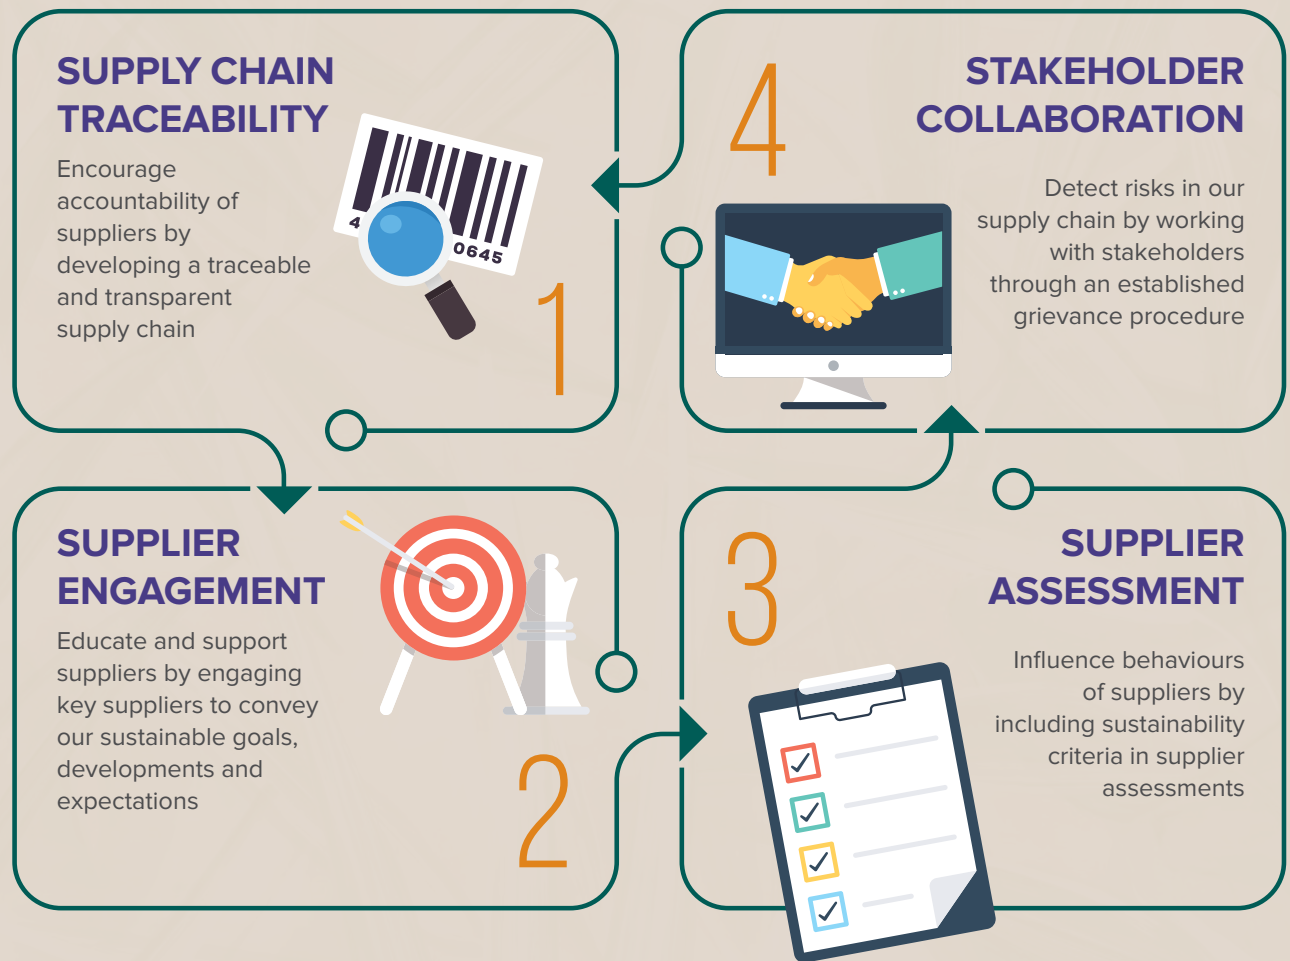 SUPPLY CHAIN
TRACEABILITY
Encourage
accountability of
suppliers by
developing a traceable
and transparent
supply chain
4
0645
1
SUPPLIER
ENGAGEMENT
Educate and support
suppliers by engaging
key suppliers to convey
our sustainable goals,
developments and
expectations
2
3
SUPPLIER
ASSESSMENT
Influence behaviours
of suppliers by
including sustainability
criteria in supplier
assessments
4
STAKEHOLDER
COLLABORATION
Detect risks in our
supply chain by working
with stakeholders
through an established
grievance procedure